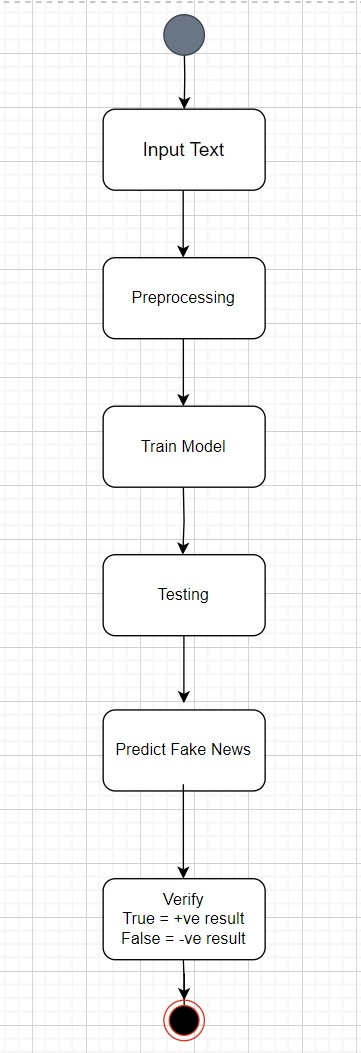 Input Text
Preprocessing
Train Model
Testing
Predict Fake News
Verify
True = +ve result
False = -ve result